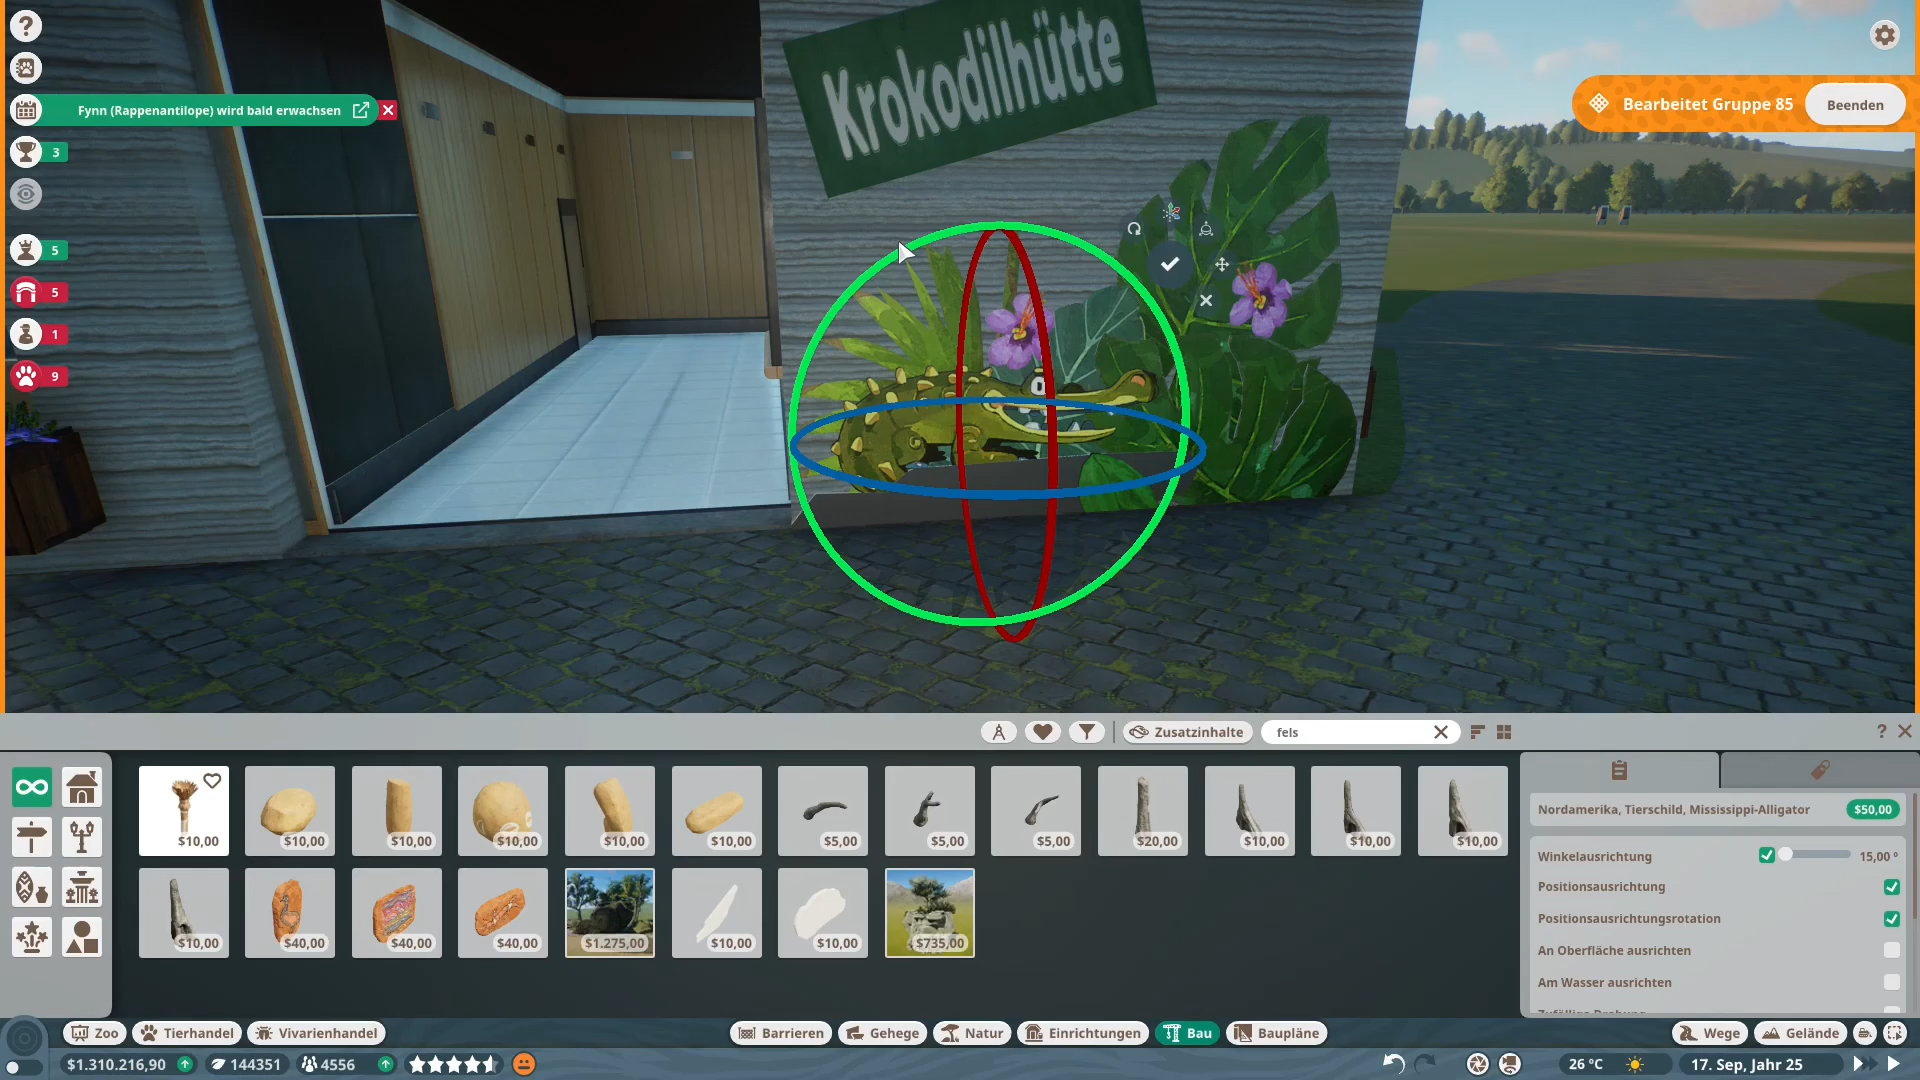 Krokodilhütte
Fynn (Rappenantilope) wird bald erwachsen
3
5
5
1
9
Bearbeitet Gruppe 85
Beenden
Zusatzinhalte
fels
?
$10,00
$10,00
$10,00
$10,00
$10,00
$10,00
$5,00
$5,00
$5,00
$20,00
$10,00
$10,00
$10,00
$10,00
$40,00
$40,00
$40,00
$1.275,00
$10,00
$10,00
$735,00
Nordamerika, Tierschild, Mississippi-Alligator
$50,00
Winkelausrichtung
15,00 °
Positionsausrichtung
Positionsausrichtungsrotation
An Oberfläche ausrichten
Am Wasser ausrichten
Zoo
Tierhandel
Vivarienhandel
Barrieren
Gehege
Natur
Einrichtungen
Bau
Baupläne
Wege
Gelände
$1.310.216,90
144351
4556
26 °C
17. Sep, Jahr 25